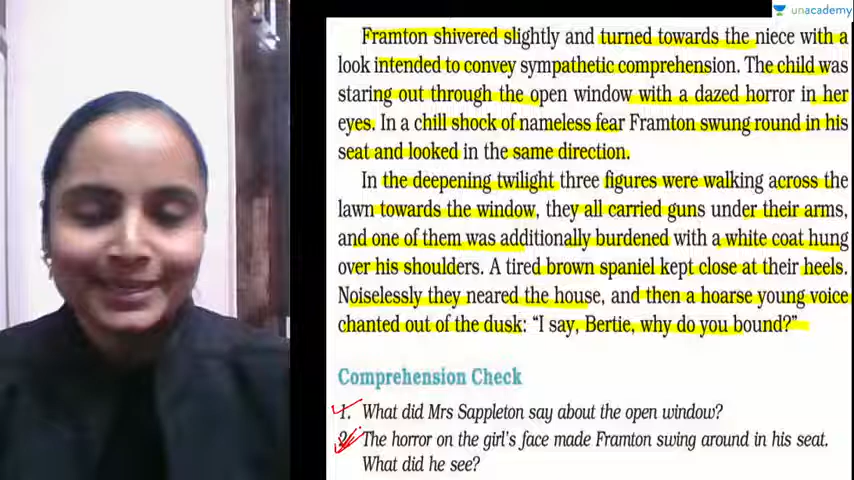 unacademy
Framton shivered slightly and turned towards the niece with a
look intended to convey sympathetic comprehension. The child was
staring out through the open window with a dazed horror in her
eyes. In a chill shock of nameless fear Framton swung round in his
seat and looked in the same direction.
In the deepening twilight three figures were walking across the
lawn towards the window, they all carried guns under their arms,
and one of them was additionally burdened with a white coat hung
over his shoulders. A tired brown spaniel kept close at their heels.
Noiselessly they neared the house, and then a hoarse young voice
chanted out of the dusk: “I say, Bertie, why do you bound?”
Comprehension Check
1. What did Mrs Sappleton say about the open window?
2. The horror on the girl's face made Framton swing around in his seat.
What did he see?